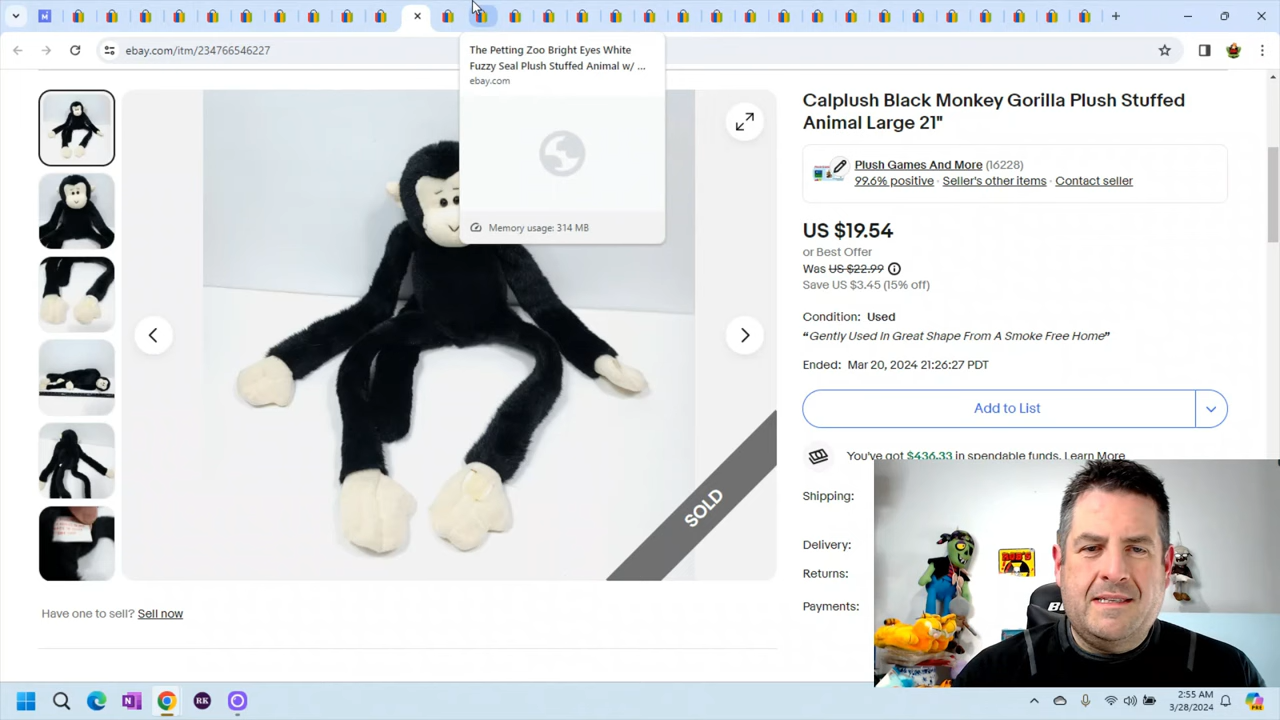 ebay.com/itm/234766546227
The Petting Zoo Bright Eyes White
Fuzzy Seal Plush Stuffed Animal w/ ...
ebay.com
Memory usage: 314 MB
Calplush Black Monkey Gorilla Plush Stuffed
Animal Large 21"
Plush Games And More (16228)
99.6% positive · Seller's other items · Contact seller
US $19.54
or Best Offer
Was US $22.99
Save US $3.45 (15% off)
Condition: Used
“Gently Used In Great Shape From A Smoke Free Home”
Ended: Mar 20, 2024 21:26:27 PDT
Add to List
You've got $436.33 in spendable funds. Learn More
Shipping:
Delivery:
Returns:
Payments:
SOLD
Have one to sell? Sell now
RK
2:55 AM
3/28/2024